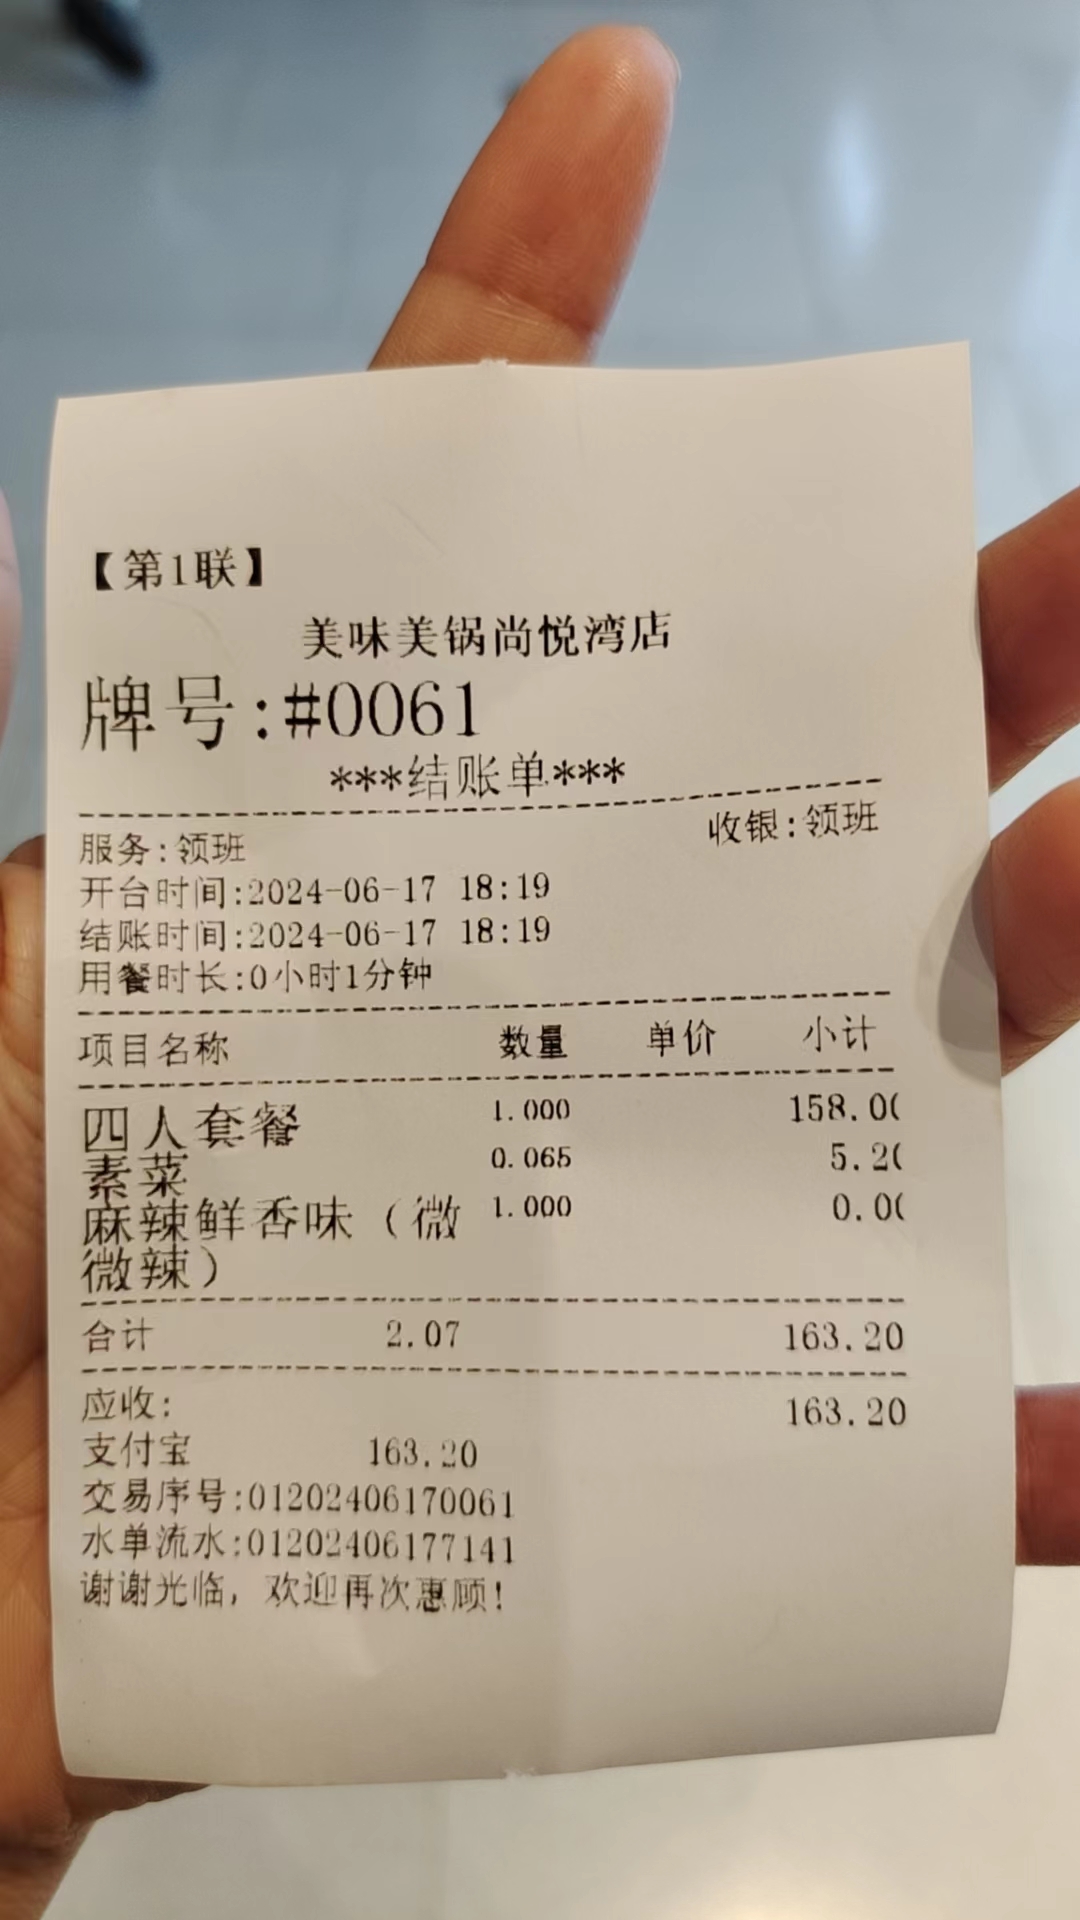 【第1联】
美味美锅尚悦湾店
牌号:#0061
***结账单***
服务:领班 收银:领班
开台时间:2024-06-17 18:19
结账时间:2024-06-17 18:19
用餐时长:0小时1分钟
项目名称 数量 单价 小计
四人套餐 1.000 158.0(
素菜 0.065 5.2(
麻辣鲜香味（微 1.000 0.0(
微辣）
合计 2.07 163.20
应收: 163.20
支付宝 163.20
交易序号:01202406170061
水单流水:01202406177141
谢谢光临, 欢迎再次惠顾!